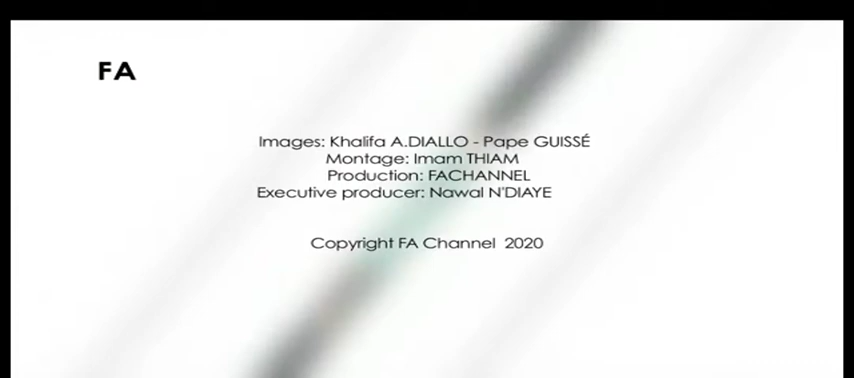 FA
Images: Khalifa A.DIALLO - Pape GUISSÉ
Montage: Imam THIAM
Production: FACHANNEL
Executive producer: Nawal N'DIAYE
Copyright FA Channel 2020